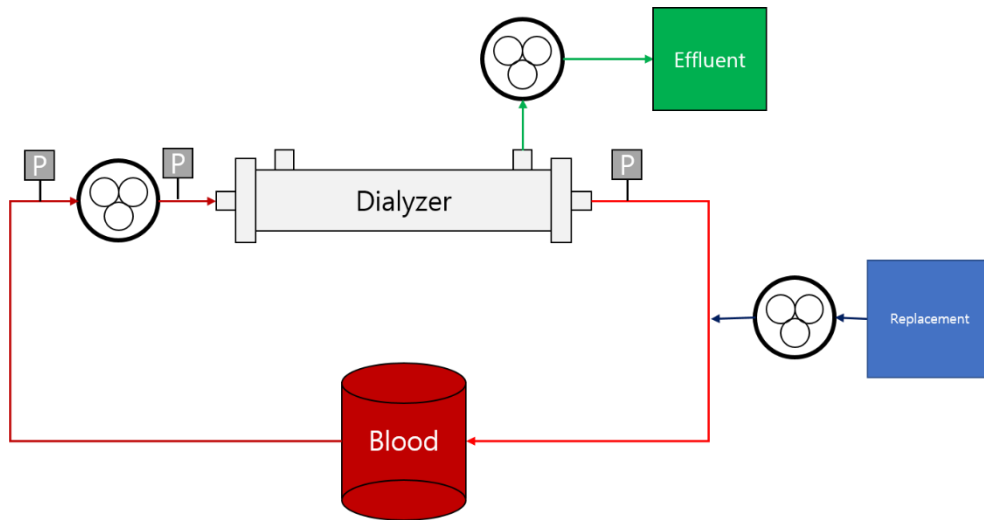 Effluent
P
P
P
Dialyzer
Replacement
Blood